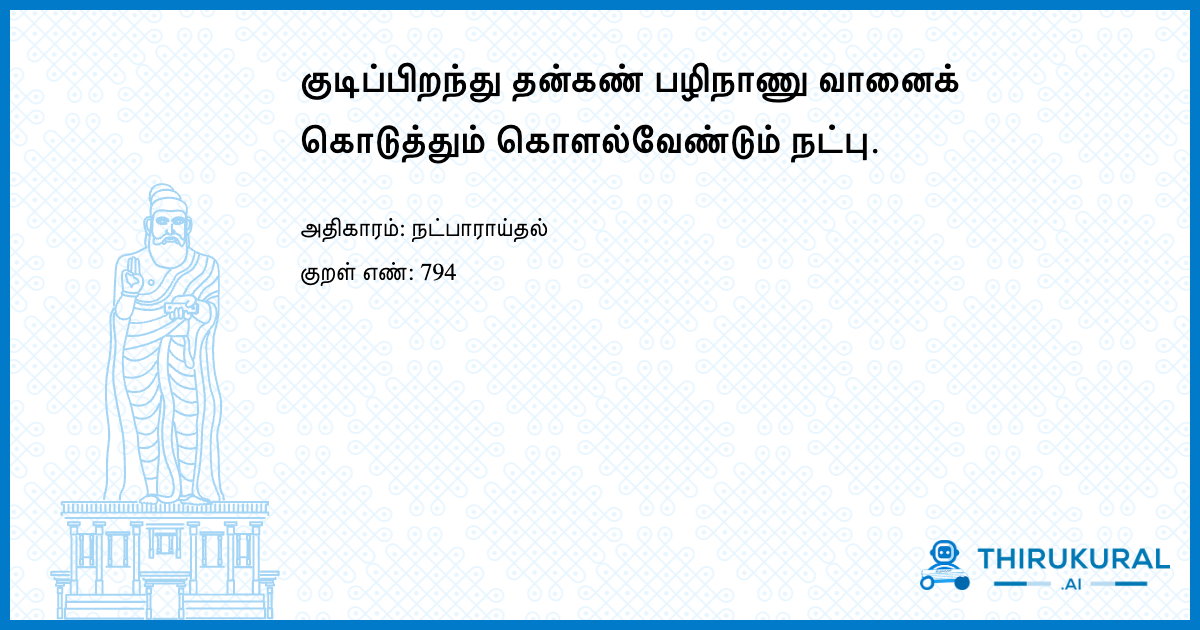 குடிப்பிறந்து தன்கண் பழிநாணு வானைக்
கொடுத்தும் கொளல்வேண்டும் நட்பு.
அதிகாரம்: நட்பாராய்தல்
குறள் எண்: 794
THIRUKURAL
.AI